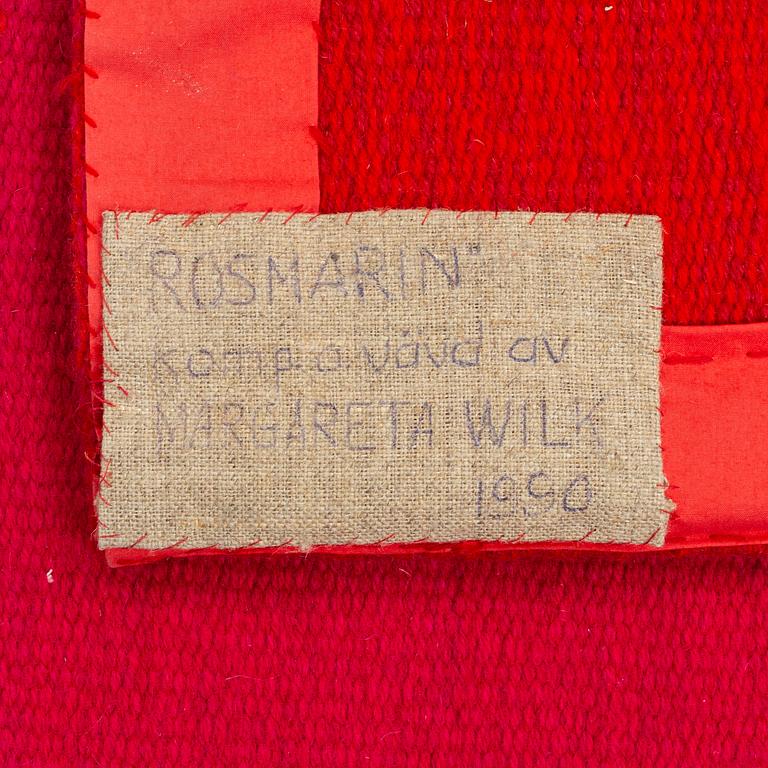 "ROSMARIN"
komp o. vävd av
MARGARETA WILK
1990